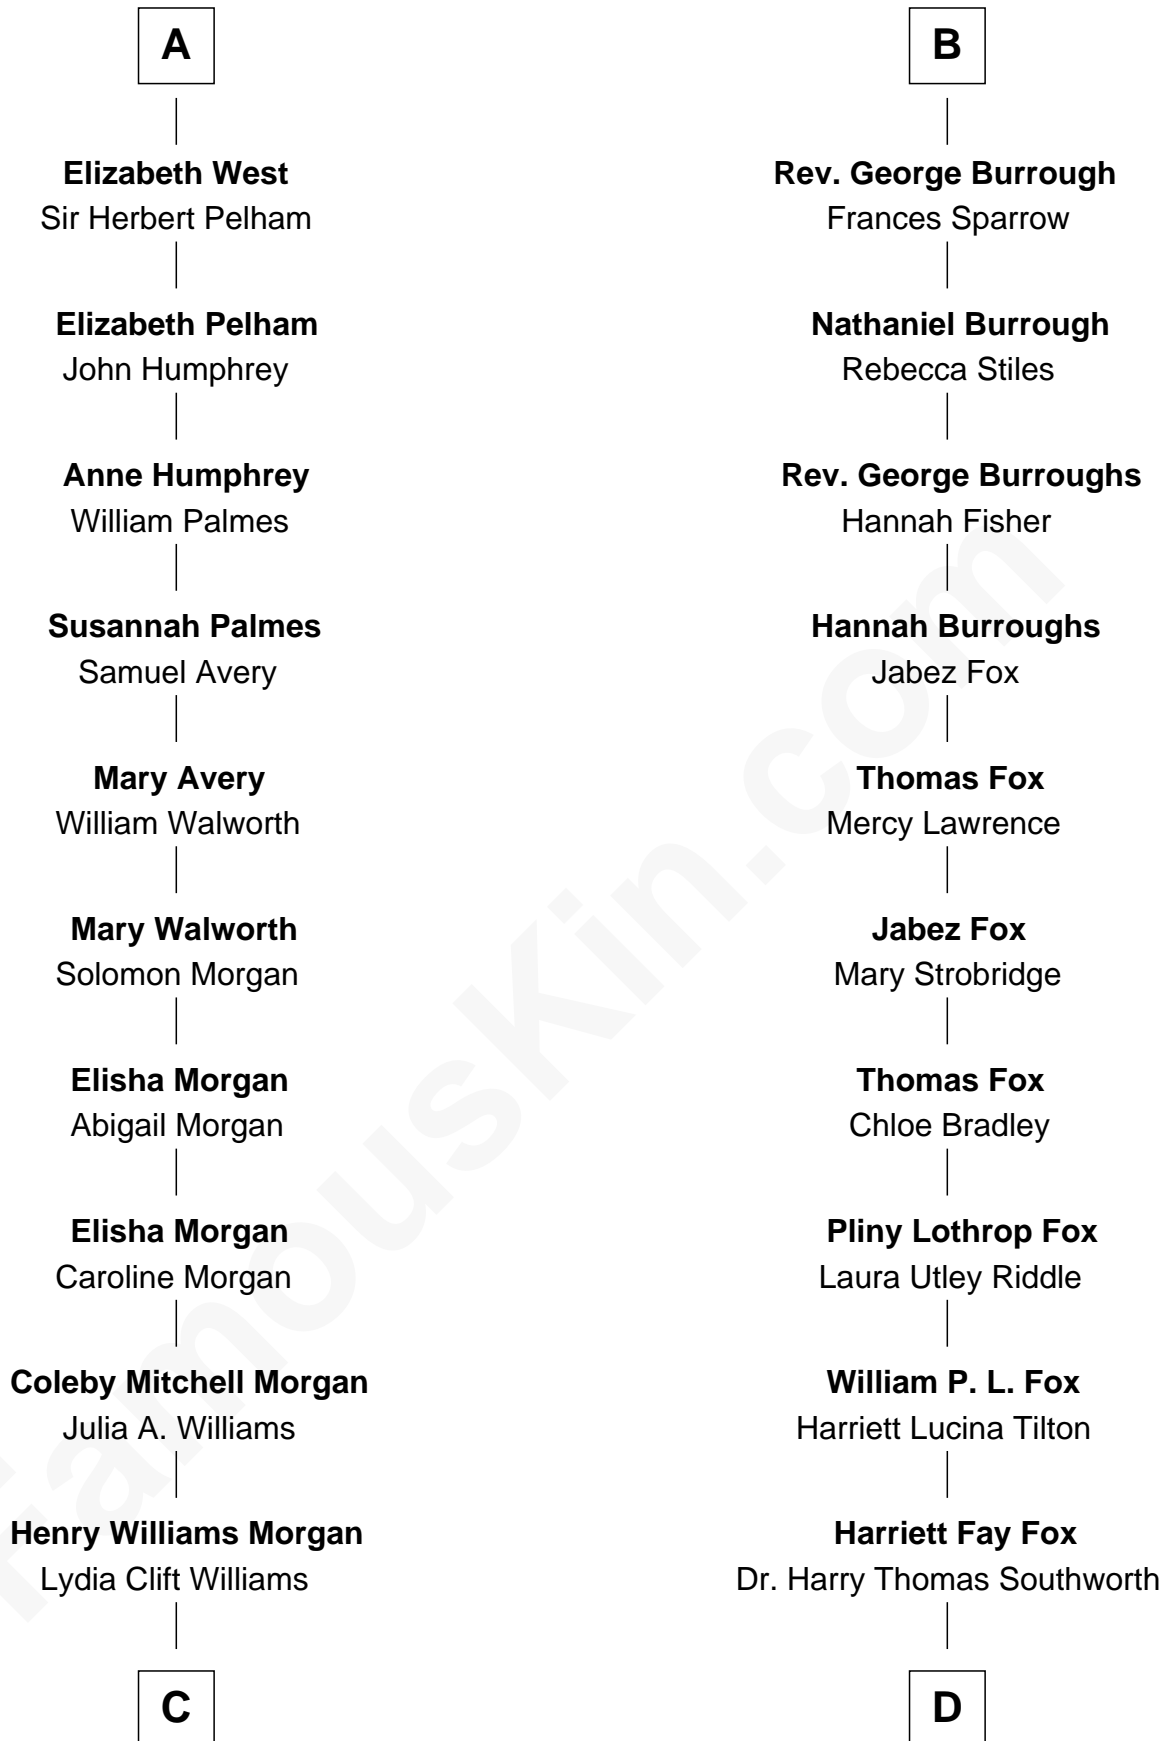 A
Elizabeth West
Sir Herbert Pelham
Elizabeth Pelham
John Humphrey
Anne Humphrey
William Palmes
Susannah Palmes
Samuel Avery
Mary Avery
William Walworth
Mary Walworth
Solomon Morgan
Elisha Morgan
Abigail Morgan
Elisha Morgan
Caroline Morgan
Coleby Mitchell Morgan
Julia A. Williams
Henry Williams Morgan
Lydia Clift Williams
C
B
Rev. George Burrough
Frances Sparrow
Nathaniel Burrough
Rebecca Stiles
Rev. George Burroughs
Hannah Fisher
Hannah Burroughs
Jabez Fox
Thomas Fox
Mercy Lawrence
Jabez Fox
Mary Strobridge
Thomas Fox
Chloe Bradley
Pliny Lothrop Fox
Laura Utley Riddle
William P. L. Fox
Harriett Lucina Tilton
Harriett Fay Fox
Dr. Harry Thomas Southworth
D
FamousKin.com